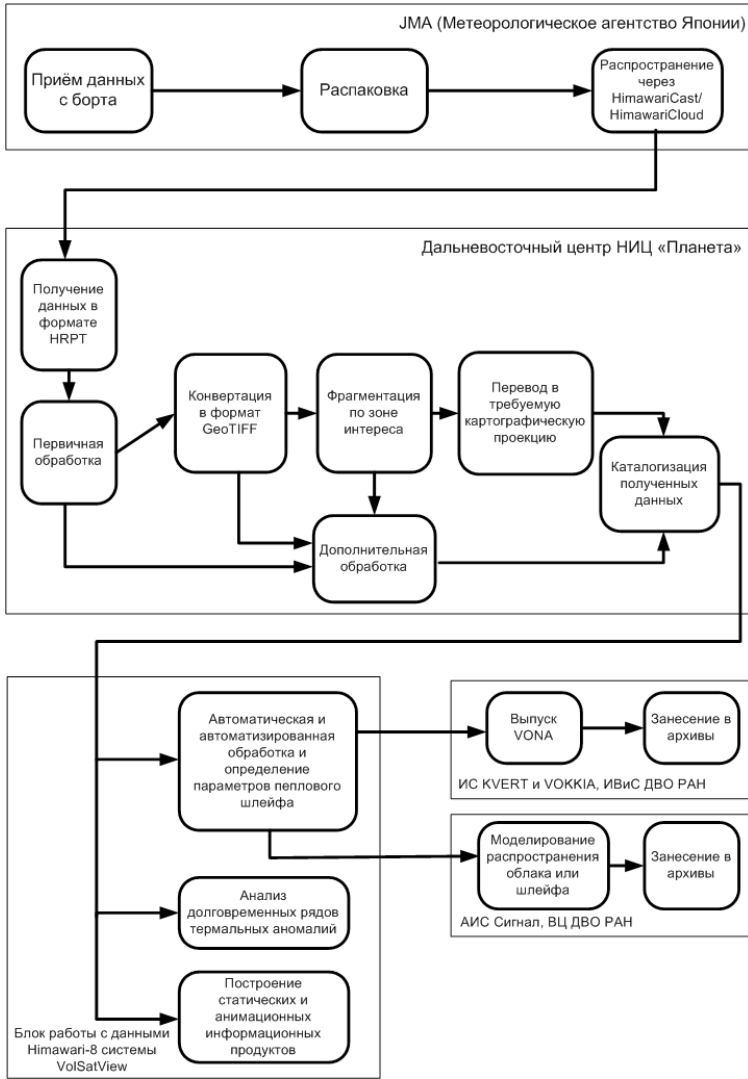 JMA (Метеорологическое агентство Японии)
Приём данных
с борта
Распаковка
Распространение
через
HimawariCast/
HimawariCloud
Дальневосточный центр НИЦ «Планета»
Получение
данных в
формате
HRPT
Первичная
обработка
Конвертация
в формат
GeoTIFF
Фрагментация
по зоне
интереса
Перевод в
требуемую
картографическую
проекцию
Каталогизация
полученных
данных
Дополнительная
обработка
Автоматическая и
автоматизированная
обработка и
определение
параметров пеплового
шлейфа
Анализ
долговременных рядов
термальных аномалий
Построение
статических и
анимационных
информационных
продуктов
Блок работы с данными
Himawari-8 системы
VolSatView
Выпуск
VONA
Занесение в
архивы
ИС KVERT и VOKKIA, ИВиС ДВО РАН
Моделирование
распространения
облака или
шлейфа
Занесение в
архивы
АИС Сигнал, ВЦ ДВО РАН